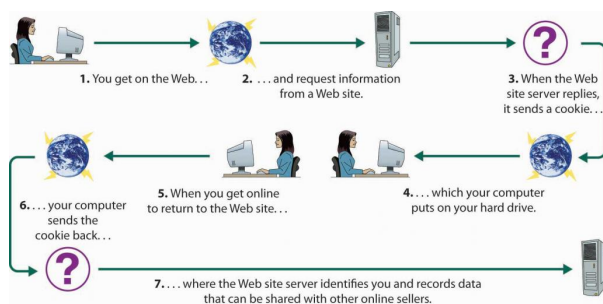 1. You get on the Web. . .
2. . . . and request information
from a Web site.
3. When the Web
site server replies,
it sends a cookie. . .
4. . . . which your computer
puts on your hard drive.
5. When you get online
to return to the Web site. . .
6. . . . your computer
sends the
cookie back. . .
7. . . . where the Web site server identifies you and records data
that can be shared with other online sellers.
?
?